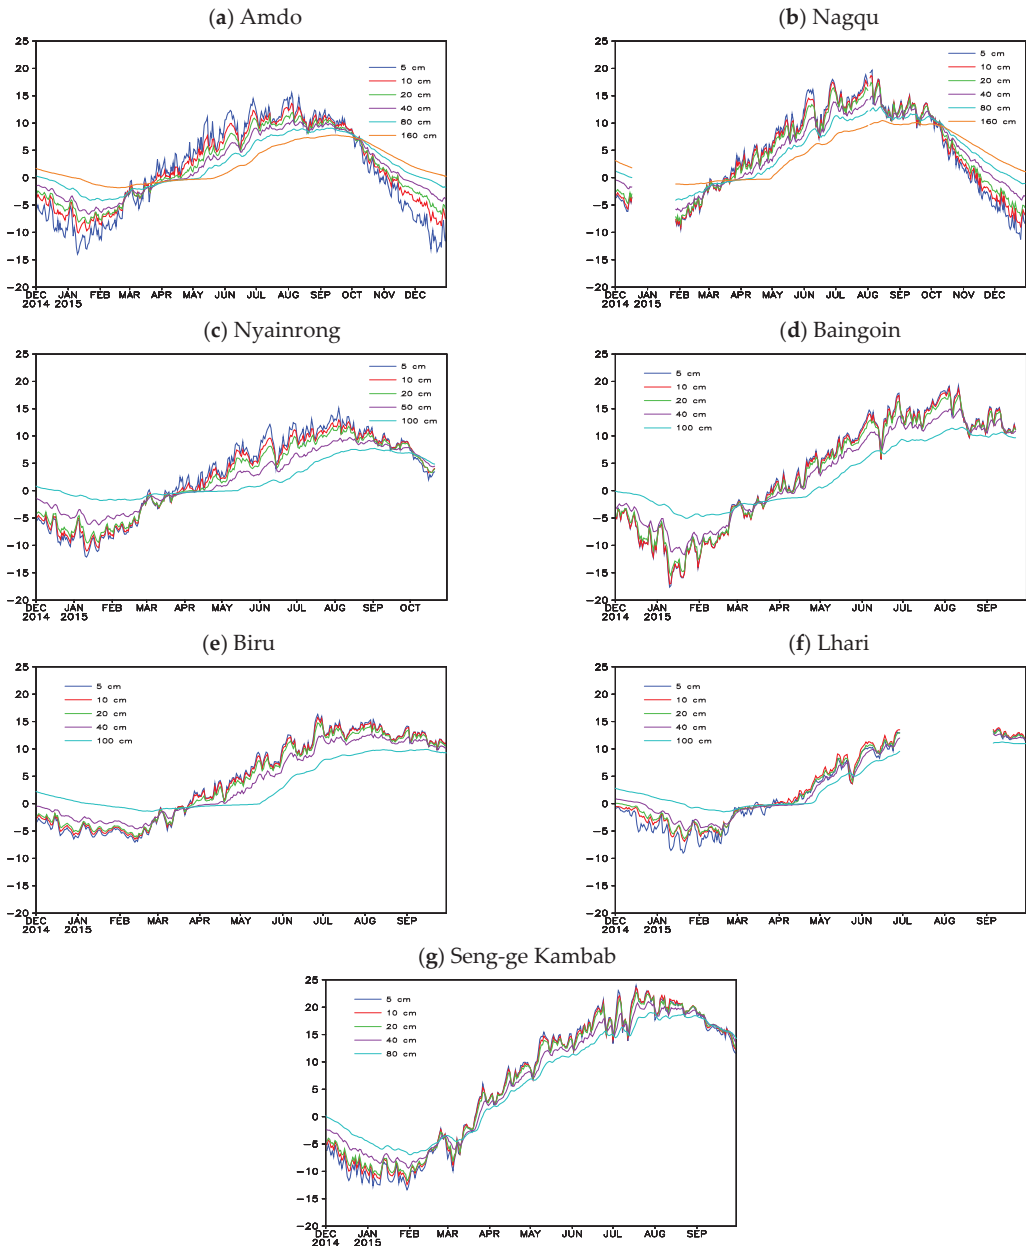 (a) Amdo
(b) Nagqu
25
20
15
10
5
0
−5
−10
−15
−20
5 cm
10 cm
20 cm
40 cm
80 cm
160 cm
DEC JAN FEB MAR APR MAY JUN JUL AUG SEP OCT NOV DEC
2014 2015
25
20
15
10
5
0
−5
−10
−15
−20
5 cm
10 cm
20 cm
40 cm
80 cm
160 cm
DEC JAN FEB MAR APR MAY JUN JUL AUG SEP OCT NOV DEC
2014 2015
(c) Nyainrong
(d) Baingoin
25
20
15
10
5
0
−5
−10
−15
−20
5 cm
10 cm
20 cm
50 cm
100 cm
DEC JAN FEB MAR APR MAY JUN JUL AUG SEP OCT
2014 2015
25
20
15
10
5
0
−5
−10
−15
−20
5 cm
10 cm
20 cm
40 cm
100 cm
DEC JAN FEB MAR APR MAY JUN JUL AUG SEP
2014 2015
(e) Biru
(f) Lhari
25
20
15
10
5
0
−5
−10
−15
−20
5 cm
10 cm
20 cm
40 cm
100 cm
DEC JAN FEB MAR APR MAY JUN JUL AUG SEP
2014 2015
25
20
15
10
5
0
−5
−10
−15
−20
5 cm
10 cm
20 cm
40 cm
100 cm
DEC JAN FEB MAR APR MAY JUN JUL AUG SEP
2014 2015
(g) Seng-ge Kambab
25
20
15
10
5
0
−5
−10
−15
−20
5 cm
10 cm
20 cm
40 cm
80 cm
DEC JAN FEB MAR APR MAY JUN JUL AUG SEP
2014 2015